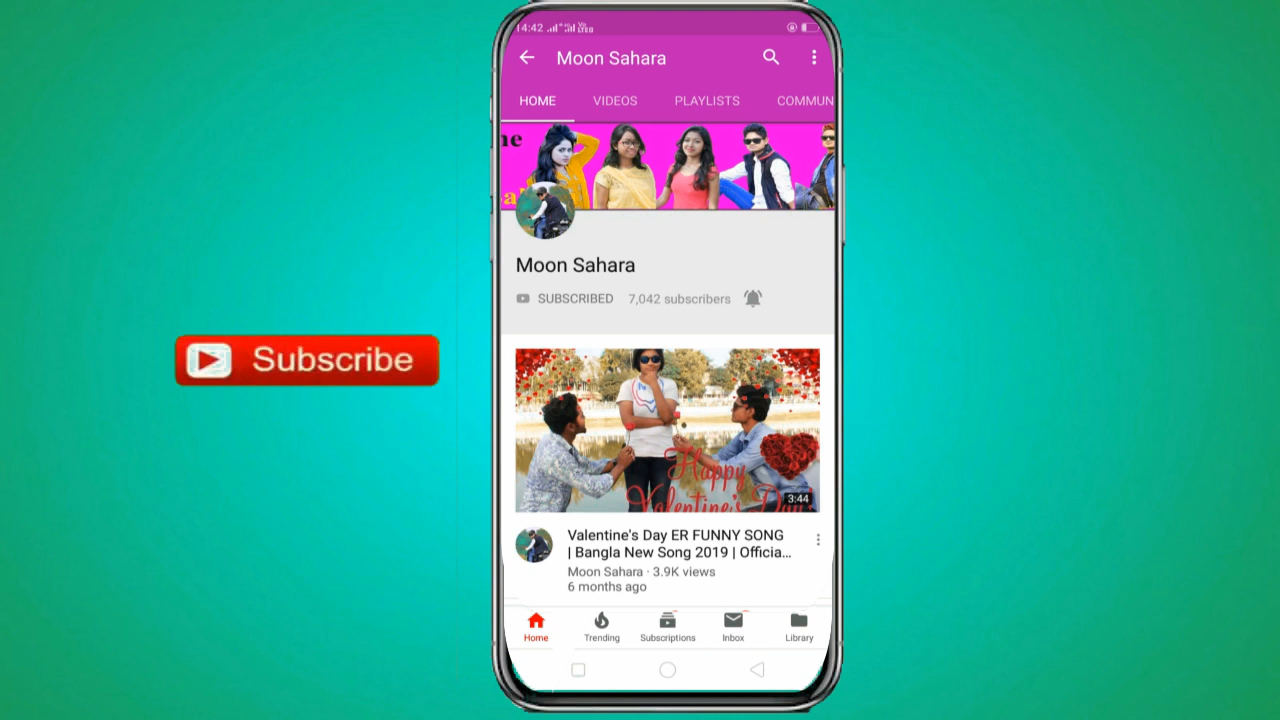 14:42
Moon Sahara
HOME VIDEOS PLAYLISTS COMMUN
ne
Moon Sahara
SUBSCRIBED 7,042 subscribers
Subscribe
Happy
Valentine's Day
3:44
Valentine's Day ER FUNNY SONG
| Bangla New Song 2019 | Officia...
Moon Sahara · 3.9K views
6 months ago
Home Trending Subscriptions Inbox Library